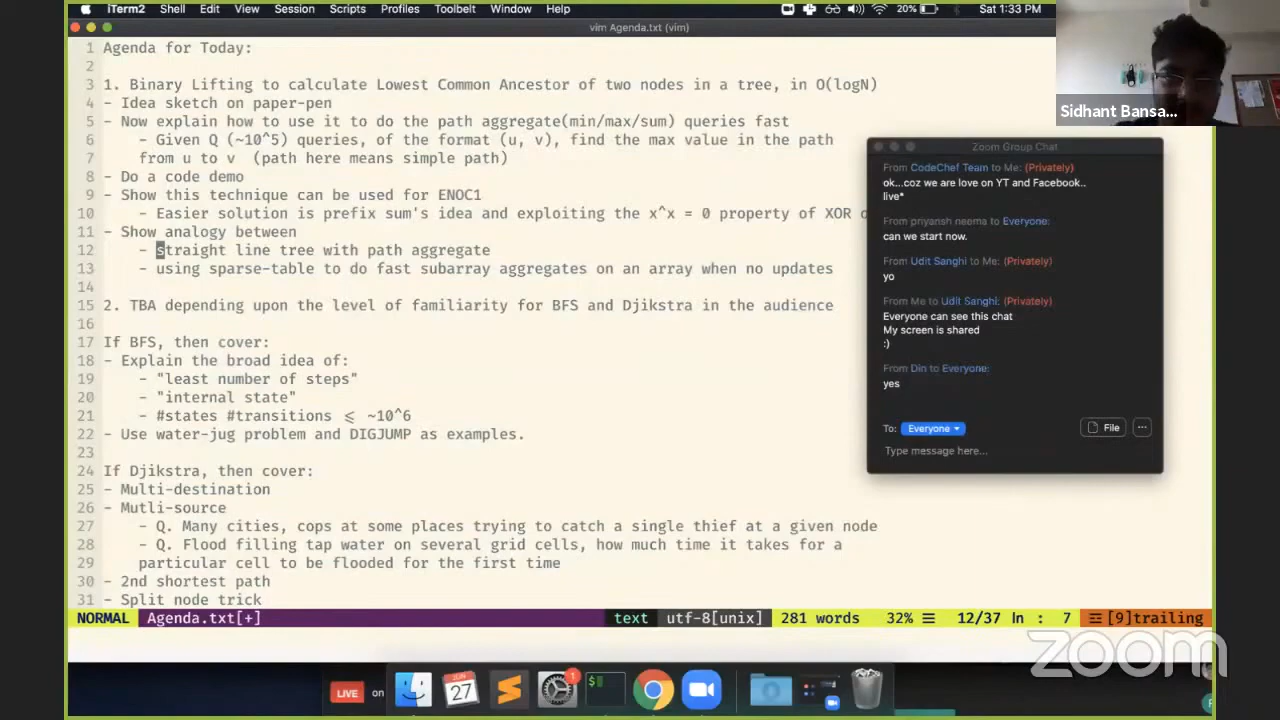 iTerm2 Shell Edit View Session Scripts Profiles Toolbelt Window Help 20% Sat 1:33 PM
vim Agenda.txt (vim)
1 Agenda for Today:
2
3 1. Binary Lifting to calculate Lowest Common Ancestor of two nodes in a tree, in O(logN)
4 - Idea sketch on paper-pen
5 - Now explain how to use it to do the path aggregate(min/max/sum) queries fast
6 - Given Q (~10^5) queries, of the format (u, v), find the max value in the path
7 from u to v (path here means simple path)
8 - Do a code demo
9 - Show this technique can be used for ENOC1
10 - Easier solution is prefix sum's idea and exploiting the x^x = 0 property of XOR
11 - Show analogy between
12 - straight line tree with path aggregate
13 - using sparse-table to do fast subarray aggregates on an array when no updates
14
15 2. TBA depending upon the level of familiarity for BFS and Djikstra in the audience
16
17 If BFS, then cover:
18 - Explain the broad idea of:
19 - "least number of steps"
20 - "internal state"
21 - #states #transitions ⩽ ~10^6
22 - Use water-jug problem and DIGJUMP as examples.
23
24 If Djikstra, then cover:
25 - Multi-destination
26 - Mutli-source
27 - Q. Many cities, cops at some places trying to catch a single thief at a given node
28 - Q. Flood filling tap water on several grid cells, how much time it takes for a
29 particular cell to be flooded for the first time
30 - 2nd shortest path
31 - Split node trick
NORMAL Agenda.txt[+] text utf-8[unix] 281 words 32% ☰ 12/37 ln : 7 ☲ [9]trailing
Sidhant Bansa...
Zoom Group Chat
From CodeChef Team to Me: (Privately)
ok...coz we are love on YT and Facebook..
live*
From priyansh neema to Everyone:
can we start now.
From Udit Sanghi to Me: (Privately)
yo
From Me to Udit Sanghi: (Privately)
Everyone can see this chat
My screen is shared
:)
From Din to Everyone:
yes
To: Everyone File ...
Type message here...
zoom
LIVE on JUN 27 1 $